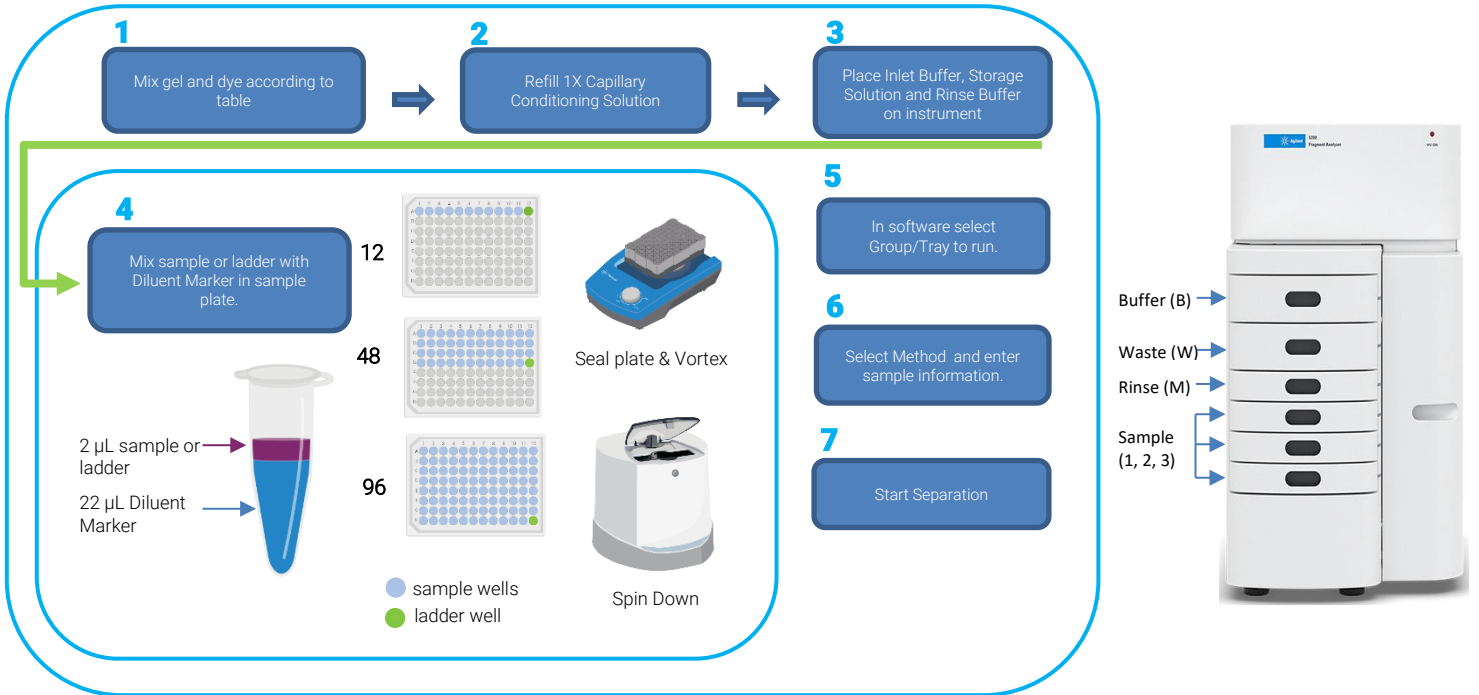 1
Mix gel and dye according to
table
2
Refill 1X Capillary
Conditioning Solution
3
Place Inlet Buffer, Storage
Solution and Rinse Buffer
on instrument
4
Mix sample or ladder with
Diluent Marker in sample
plate.
2 µL sample or
ladder
22 µL Diluent
Marker
12
48
96
sample wells
ladder well
Seal plate & Vortex
Spin Down
5
In software select
Group/Tray to run.
6
Select Method and enter
sample information.
7
Start Separation
Agilent
5200
Fragment Analyzer
Buffer (B)
Waste (W)
Rinse (M)
Sample
(1, 2, 3)